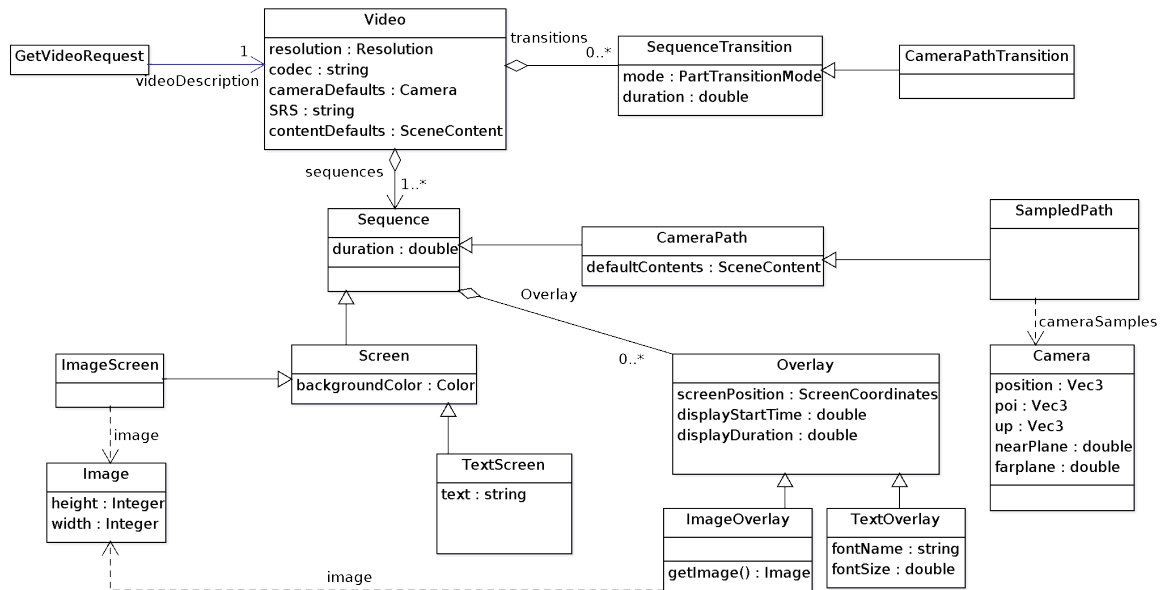 Video
GetVideoRequest
1
videoDescription
resolution : Resolution
codec : string
cameraDefaults : Camera
SRS : string
contentDefaults : SceneContent
transitions
0..*
SequenceTransition
mode : PartTransitionMode
duration : double
CameraPathTransition
sequences
1..*
Sequence
duration : double
CameraPath
defaultContents : SceneContent
SampledPath
cameraSamples
Overlay
0..*
ImageScreen
Screen
backgroundColor : Color
Overlay
screenPosition : ScreenCoordinates
displayStartTime : double
displayDuration : double
Camera
position : Vec3
poi : Vec3
up : Vec3
nearPlane : double
farplane : double
image
Image
height : Integer
width : Integer
TextScreen
text : string
ImageOverlay
getImage() : Image
TextOverlay
fontName : string
fontSize : double
image